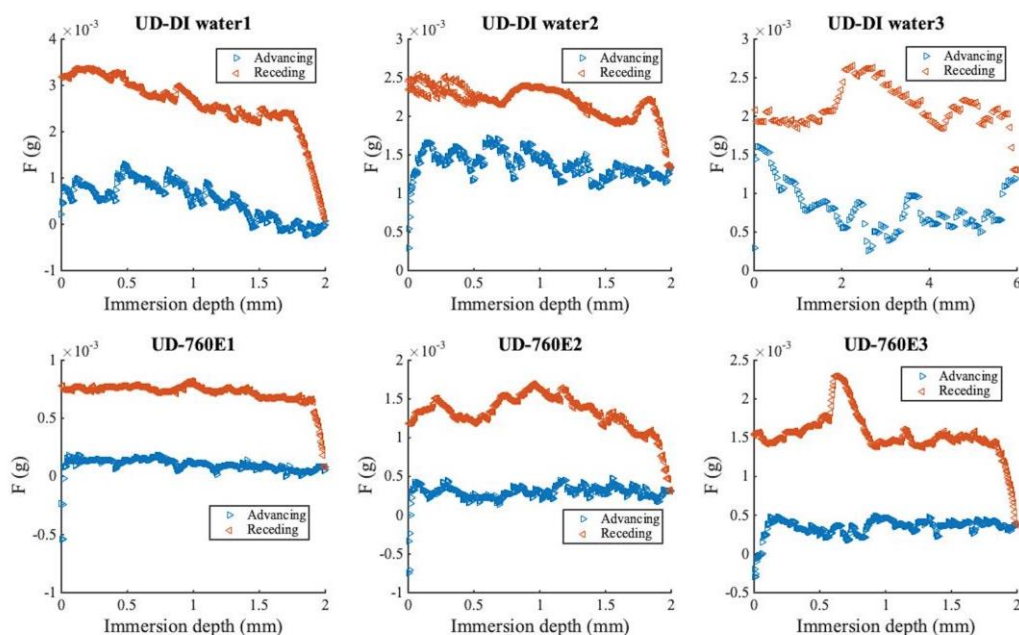 UD-DI water1
×10⁻³
Advancing
Receding
F (g)
4
3
2
1
0
-1
0 0.5 1 1.5 2
Immersion depth (mm)
UD-DI water2
×10⁻³
Advancing
Receding
F (g)
3
2.5
2
1.5
1
0.5
0
0 0.5 1 1.5 2
Immersion depth (mm)
UD-DI water3
×10⁻³
Advancing
Receding
F (g)
3
2.5
2
1.5
1
0.5
0
0 2 4 6
Immersion depth (mm)
UD-760E1
×10⁻³
Advancing
Receding
F (g)
1
0.5
0
-0.5
-1
0 0.5 1 1.5 2
Immersion depth (mm)
UD-760E2
×10⁻³
Advancing
Receding
F (g)
2
1.5
1
0.5
0
-0.5
-1
0 0.5 1 1.5 2
Immersion depth (mm)
UD-760E3
×10⁻³
Advancing
Receding
F (g)
2.5
2
1.5
1
0.5
0
-0.5
0 0.5 1 1.5 2
Immersion depth (mm)